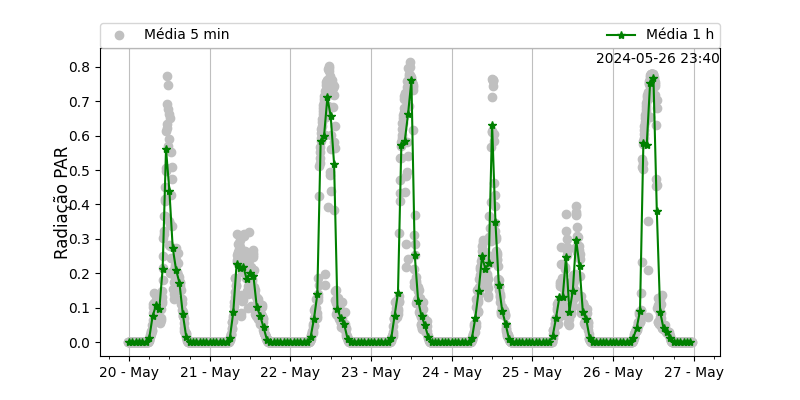 Média 5 min
Média 1 h
2024-05-26 23:40
Radiação PAR
0.8
0.7
0.6
0.5
0.4
0.3
0.2
0.1
0.0
20 - May
21 - May
22 - May
23 - May
24 - May
25 - May
26 - May
27 - May